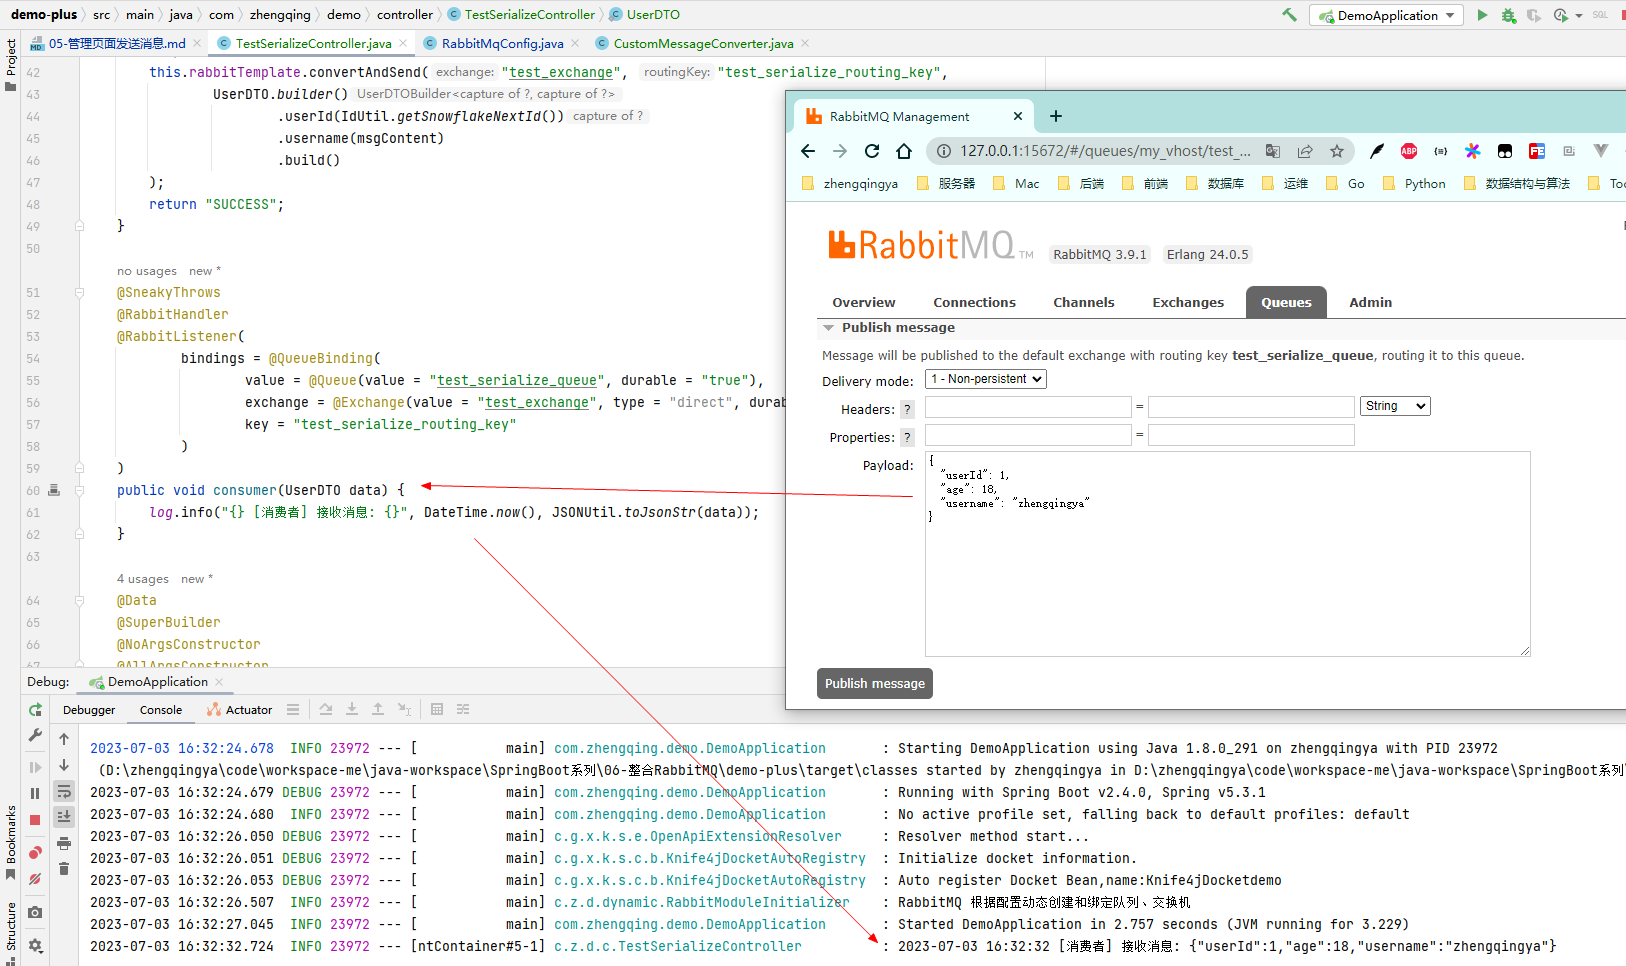 demo-plus src main java com zhengqing demo controller TestSerializeController UserDTO
DemoApplication
SQL
05-管理页面发送消息.md TestSerializeController.java RabbitMqConfig.java CustomMessageConverter.java
Project
42 this.rabbitTemplate.convertAndSend( exchange: "test_exchange", routingKey: "test_serialize_routing_key",
43 UserDTO.builder() UserDTOBuilder<capture of ?, capture of ?>
44 .userId(IdUtil.getSnowflakeNextId()) capture of ?
45 .username(msgContent)
46 .build()
47 );
48 return "SUCCESS";
49 }
50
no usages new *
51 @SneakyThrows
52 @RabbitHandler
53 @RabbitListener(
54 bindings = @QueueBinding(
55 value = @Queue(value = "test_serialize_queue", durable = "true"),
56 exchange = @Exchange(value = "test_exchange", type = "direct", durab
57 key = "test_serialize_routing_key"
58 )
59 )
60 public void consumer(UserDTO data) {
61 log.info("{} [消费者] 接收消息: {}", DateTime.now(), JSONUtil.toJsonStr(data));
62 }
63
4 usages new *
64 @Data
65 @SuperBuilder
66 @NoArgsConstructor
67 @AllArgsConstructor
RabbitMQ Management
127.0.0.1:15672/#/queues/my_vhost/test_...
ABP
FE
zhengqingya 服务器 Mac 后端 前端 数据库 运维 Go Python 数据结构与算法 Too
RabbitMQ TM RabbitMQ 3.9.1 Erlang 24.0.5
Overview Connections Channels Exchanges Queues Admin
Publish message
Message will be published to the default exchange with routing key test_serialize_queue, routing it to this queue.
Delivery mode: 1 - Non-persistent
Headers: ? = String
Properties: ? =
Payload: {
"userId": 1,
"age": 18,
"username": "zhengqingya"
}
Publish message
Debug: DemoApplication
Debugger Console Actuator
Bookmarks
Structure
2023-07-03 16:32:24.678 INFO 23972 --- [ main] com.zhengqing.demo.DemoApplication : Starting DemoApplication using Java 1.8.0_291 on zhengqingya with PID 23972
(D:\zhengqingya\code\workspace-me\java-workspace\SpringBoot系列\06-整合RabbitMQ\demo-plus\target\classes started by zhengqingya in D:\zhengqingya\code\workspace-me\java-workspace\SpringBoot系列\
2023-07-03 16:32:24.679 DEBUG 23972 --- [ main] com.zhengqing.demo.DemoApplication : Running with Spring Boot v2.4.0, Spring v5.3.1
2023-07-03 16:32:24.680 INFO 23972 --- [ main] com.zhengqing.demo.DemoApplication : No active profile set, falling back to default profiles: default
2023-07-03 16:32:26.050 DEBUG 23972 --- [ main] c.g.x.k.s.e.OpenApiExtensionResolver : Resolver method start...
2023-07-03 16:32:26.051 DEBUG 23972 --- [ main] c.g.x.k.s.c.b.Knife4jDocketAutoRegistry : Initialize docket information.
2023-07-03 16:32:26.053 DEBUG 23972 --- [ main] c.g.x.k.s.c.b.Knife4jDocketAutoRegistry : Auto register Docket Bean,name:Knife4jDocketdemo
2023-07-03 16:32:26.507 INFO 23972 --- [ main] c.z.d.dynamic.RabbitModuleInitializer : RabbitMQ 根据配置动态创建和绑定队列、交换机
2023-07-03 16:32:27.045 INFO 23972 --- [ main] com.zhengqing.demo.DemoApplication : Started DemoApplication in 2.757 seconds (JVM running for 3.229)
2023-07-03 16:32:32.724 INFO 23972 --- [ntContainer#5-1] c.z.d.c.TestSerializeController : 2023-07-03 16:32:32 [消费者] 接收消息: {"userId":1,"age":18,"username":"zhengqingya"}